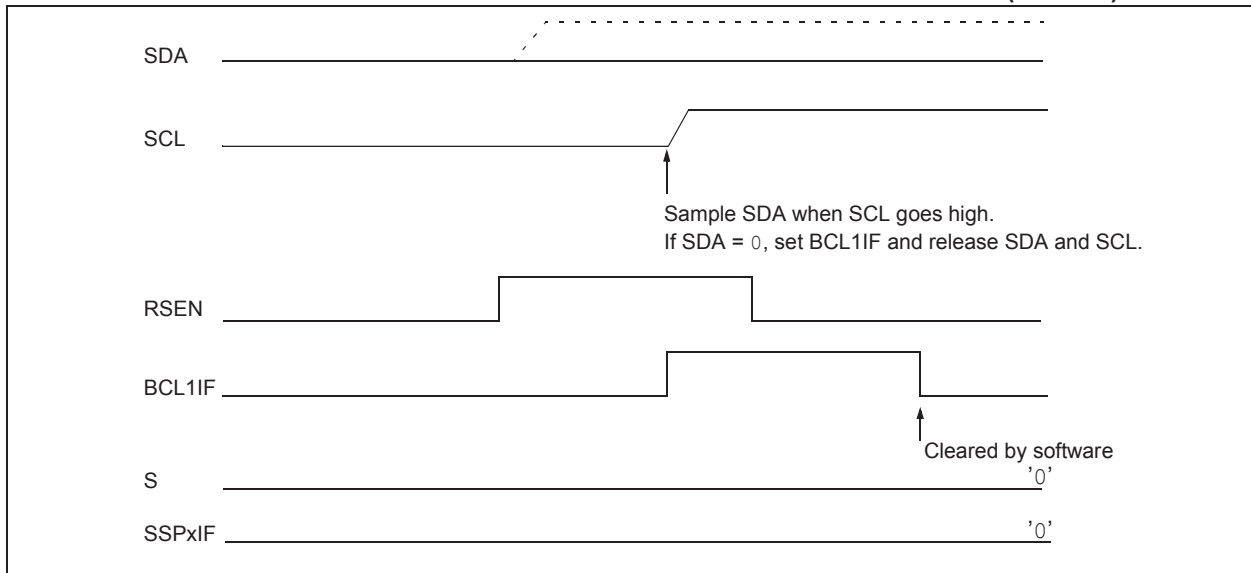 SDA
SCL
Sample SDA when SCL goes high.
If SDA = 0, set BCL1IF and release SDA and SCL.
RSEN
BCL1IF
Cleared by software
S
'0'
SSPxIF
'0'